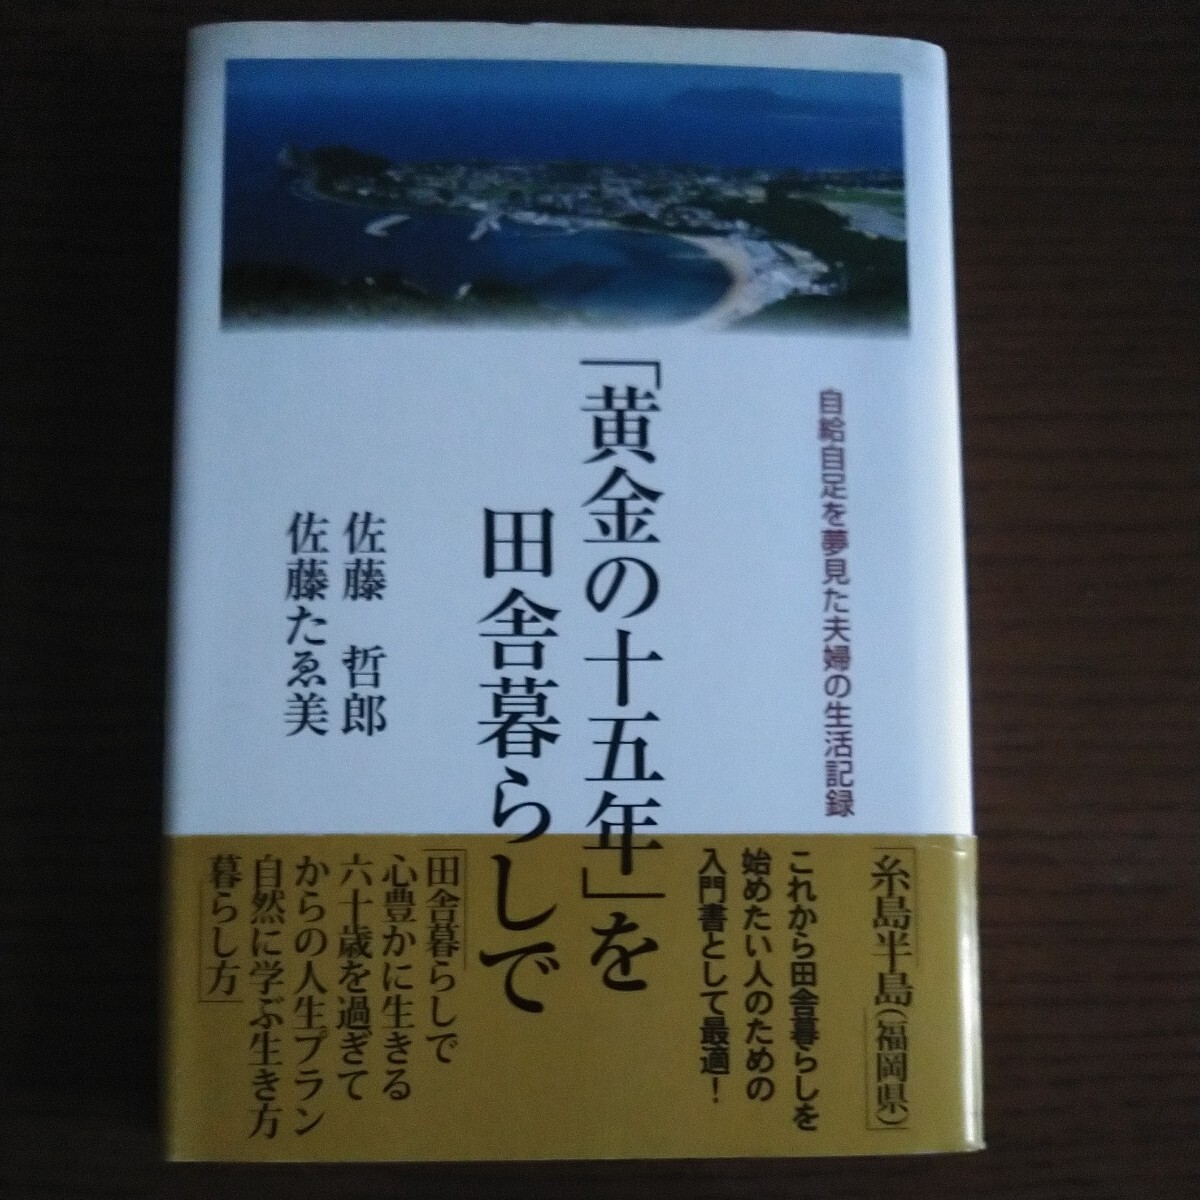 自給自足を夢見た夫婦の生活記録
「黄金の十五年」を
田舎暮らしで
佐藤 哲郎
佐藤たゑ美
「糸島半島(福岡県)」
これから田舎暮らしを
始めたい人のための
入門書として最適!
「田舎暮らしで
心豊かに生きる
六十歳を過ぎて
からの人生プラン
自然に学ぶ生き方
暮らし方」